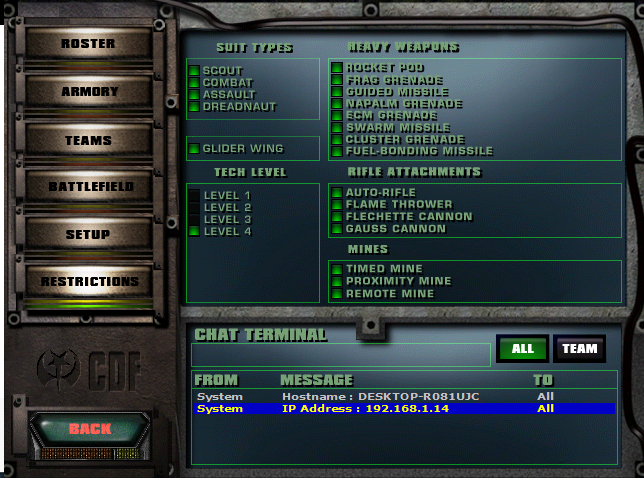 ROSTER
ARMORY
TEAMS
BATTLEFIELD
SETUP
RESTRICTIONS
CDF
BACK
SUIT TYPES
SCOUT
COMBAT
ASSAULT
DREADNAUT
GLIDER WING
TECH LEVEL
LEVEL 1
LEVEL 2
LEVEL 3
LEVEL 4
HEAVY WEAPONS
ROCKET POD
FRAG GRENADE
GUIDED MISSILE
NAPALM GRENADE
ECM GRENADE
SWARM MISSILE
CLUSTER GRENADE
FUEL-BONDING MISSILE
RIFLE ATTACHMENTS
AUTO-RIFLE
FLAME THROWER
FLECHETTE CANNON
GAUSS CANNON
MINES
TIMED MINE
PROXIMITY MINE
REMOTE MINE
CHAT TERMINAL
ALL TEAM
FROM MESSAGE TO
System Hostname : DESKTOP-R081UJC All
System IP Address : 192.168.1.14 All